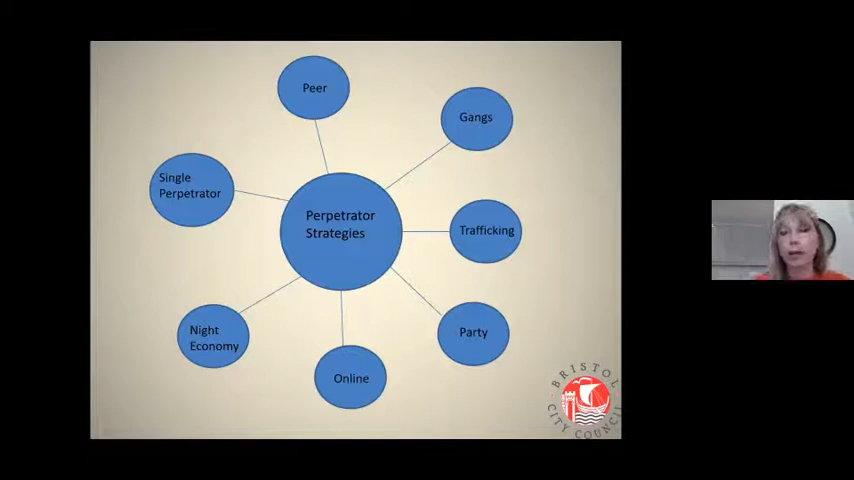 Peer
Gangs
Single
Perpetrator
Perpetrator
Strategies
Trafficking
Night
Economy
Party
Online
BRISTOL
CITY COUNCIL